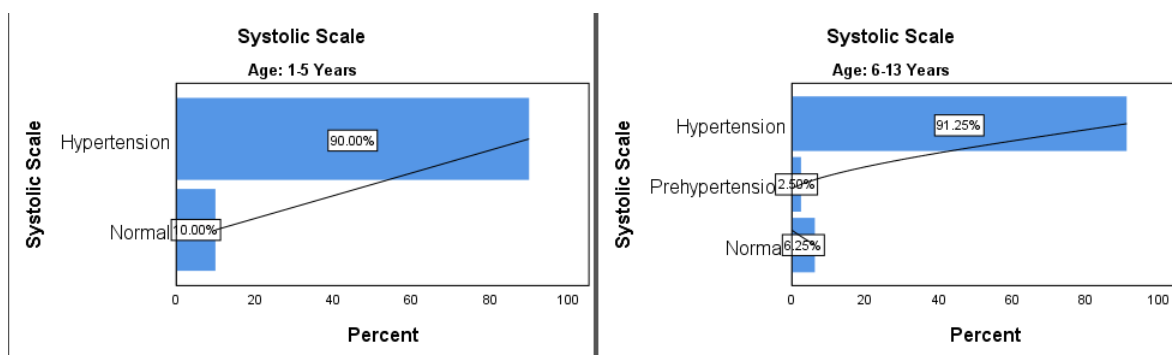 Systolic Scale
Age: 1-5 Years
Systolic Scale
Hypertension
90.00%
Normal
10.00%
0 20 40 60 80 100
Percent
Systolic Scale
Age: 6-13 Years
Systolic Scale
Hypertension
91.25%
Prehypertensio
2.50%
Norma
6.25%
0 20 40 60 80 100
Percent